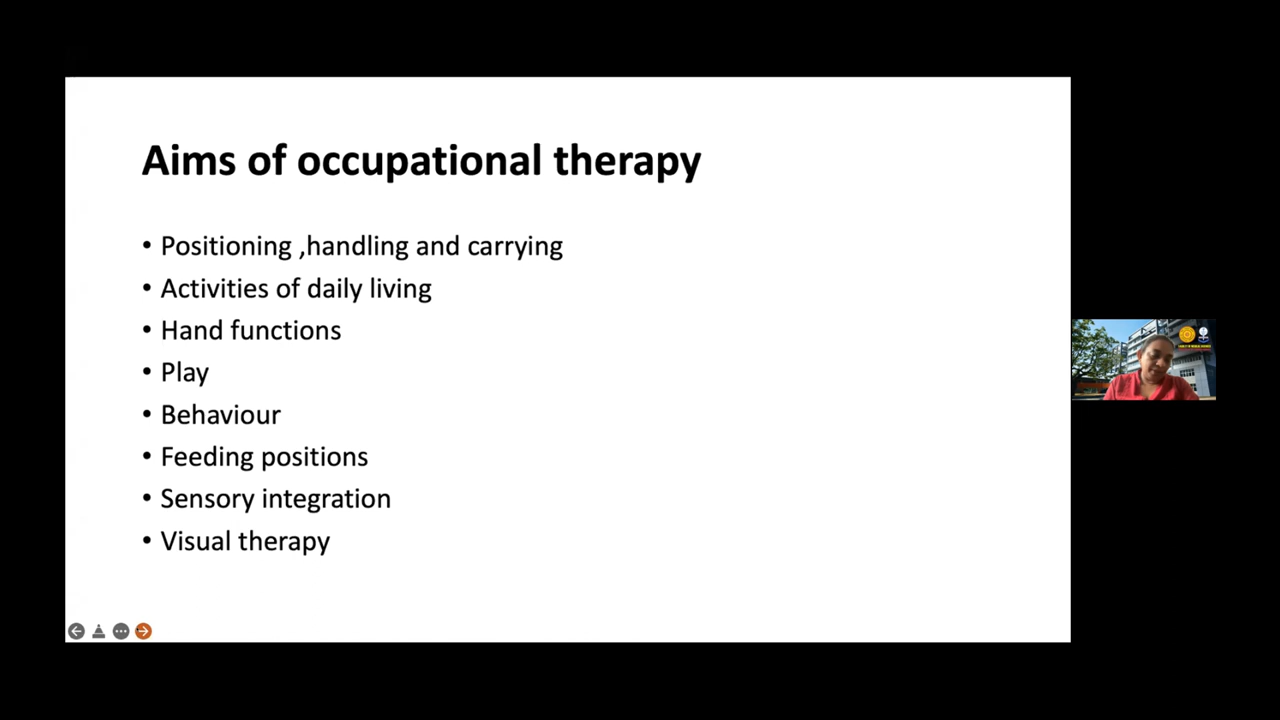 Aims of occupational therapy
• Positioning ,handling and carrying
• Activities of daily living
• Hand functions
• Play
• Behaviour
• Feeding positions
• Sensory integration
• Visual therapy